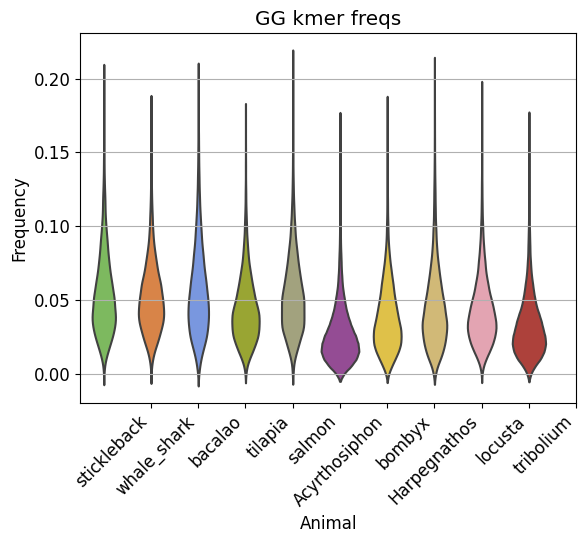 GG kmer freqs
0.20
0.15
0.10
0.05
0.00
Frequency
stickleback
whale_shark
bacalao
tilapia
salmon
Acyrthosiphon
bombyx
Harpegnathos
locusta
tribolium
Animal